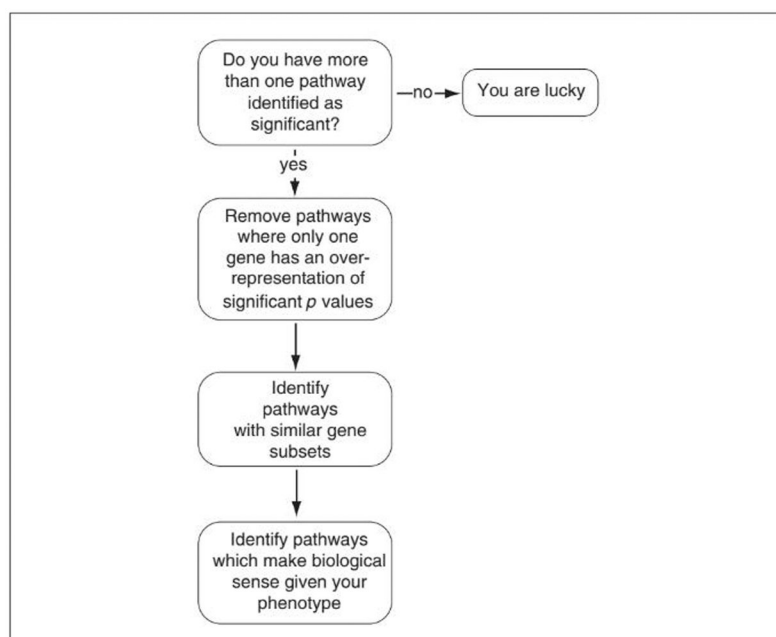 Do you have more
than one pathway
identified as
significant?
no
You are lucky
yes
Remove pathways
where only one
gene has an over-
representation of
significant p values
Identify
pathways
with similar gene
subsets
Identify pathways
which make biological
sense given your
phenotype